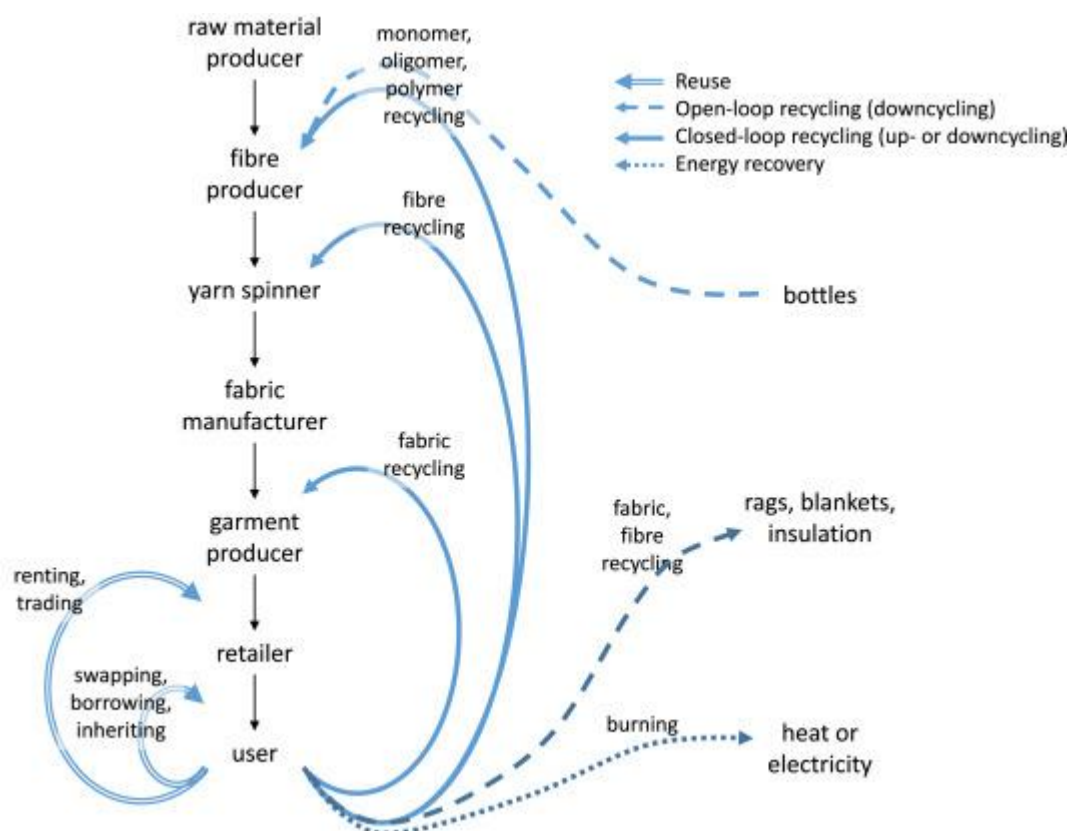 raw material
producer
monomer,
oligomer,
polymer
recycling
Reuse
Open-loop recycling (downcycling)
Closed-loop recycling (up- or downcycling)
Energy recovery
fibre
producer
fibre
recycling
yarn spinner
bottles
fabric
manufacturer
fabric
recycling
garment
producer
fabric,
fibre
recycling
rags, blankets,
insulation
renting,
trading
retailer
swapping,
borrowing,
inheriting
user
burning
heat or
electricity